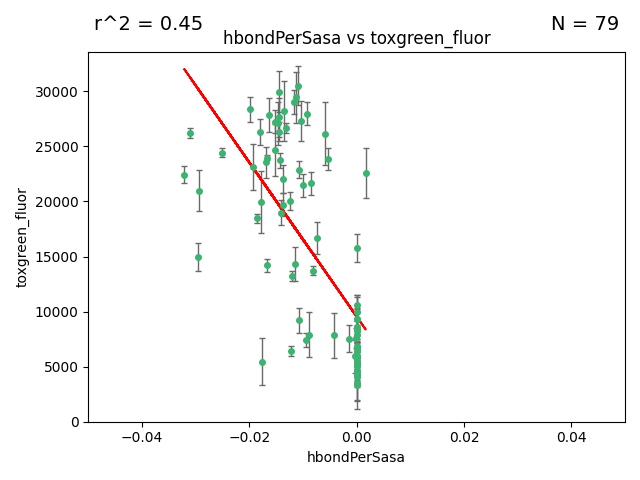 r^2 = 0.45
N = 79
hbondPerSasa vs toxgreen_fluor
30000
25000
20000
15000
10000
5000
0
toxgreen_fluor
−0.04
−0.02
0.00
0.02
0.04
hbondPerSasa